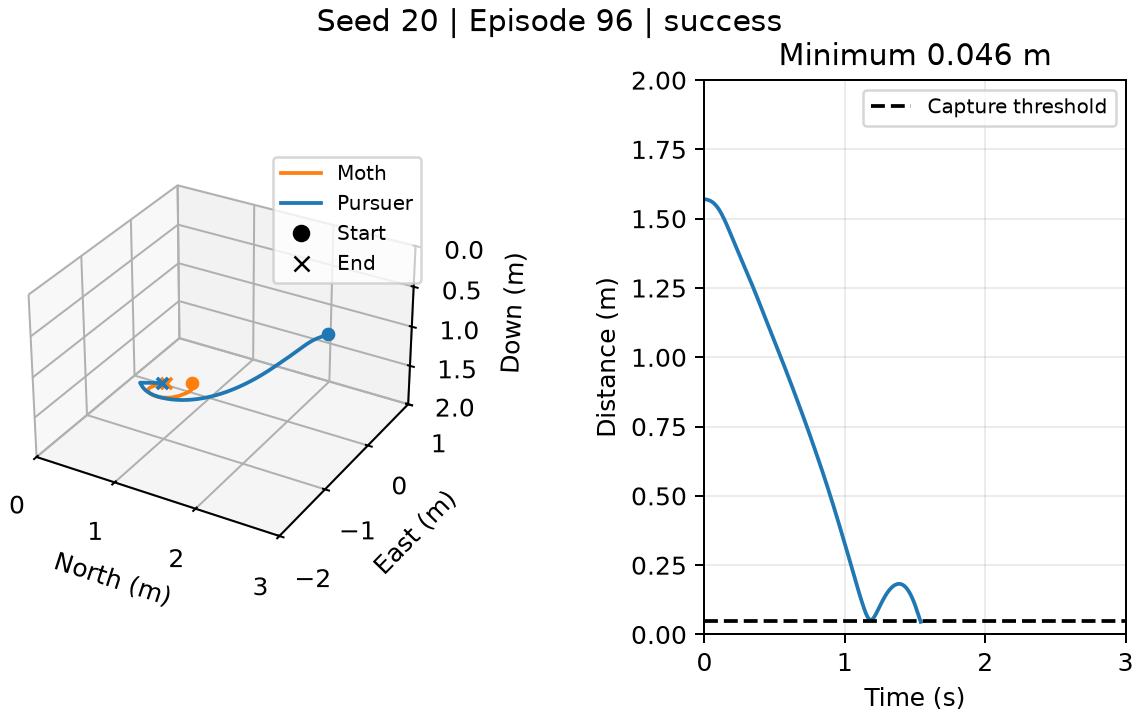 Seed 20 | Episode 96 | success
Moth
Pursuer
Start
End
0.0
0.5
1.0
1.5
2.0
Down (m)
1
0
−1
−2
East (m)
0
1
2
3
North (m)
Minimum 0.046 m
Capture threshold
2.00
1.75
1.50
1.25
1.00
0.75
0.50
0.25
0.00
Distance (m)
0 1 2 3
Time (s)